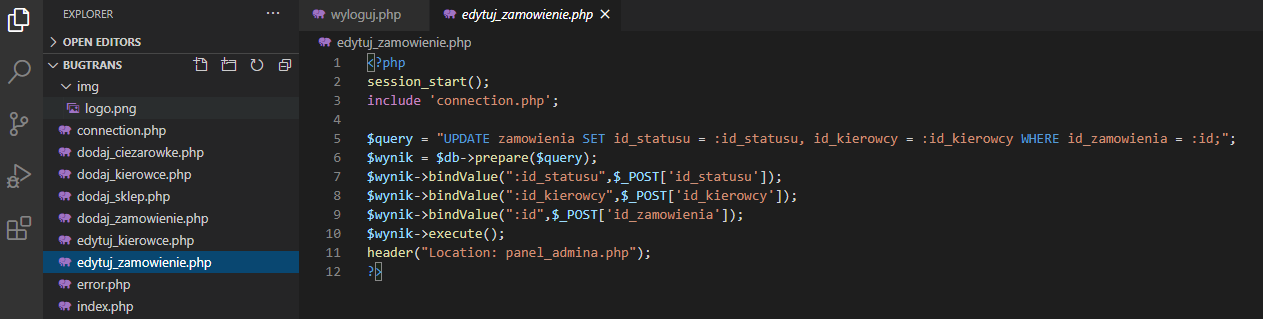 EXPLORER ...
OPEN EDITORS
BUGTRANS
img
logo.png
connection.php
dodaj_ciezarowke.php
dodaj_kierowce.php
dodaj_sklep.php
dodaj_zamowienie.php
edytuj_kierowce.php
edytuj_zamowienie.php
error.php
index.php
wyloguj.php edytuj_zamowienie.php
edytuj_zamowienie.php
1 <?php
2 session_start();
3 include 'connection.php';
4
5 $query = "UPDATE zamowienia SET id_statusu = :id_statusu, id_kierowcy = :id_kierowcy WHERE id_zamowienia = :id;";
6 $wynik = $db->prepare($query);
7 $wynik->bindValue(":id_statusu",$_POST['id_statusu']);
8 $wynik->bindValue(":id_kierowcy",$_POST['id_kierowcy']);
9 $wynik->bindValue(":id",$_POST['id_zamowienia']);
10 $wynik->execute();
11 header("Location: panel_admina.php");
12 ?>